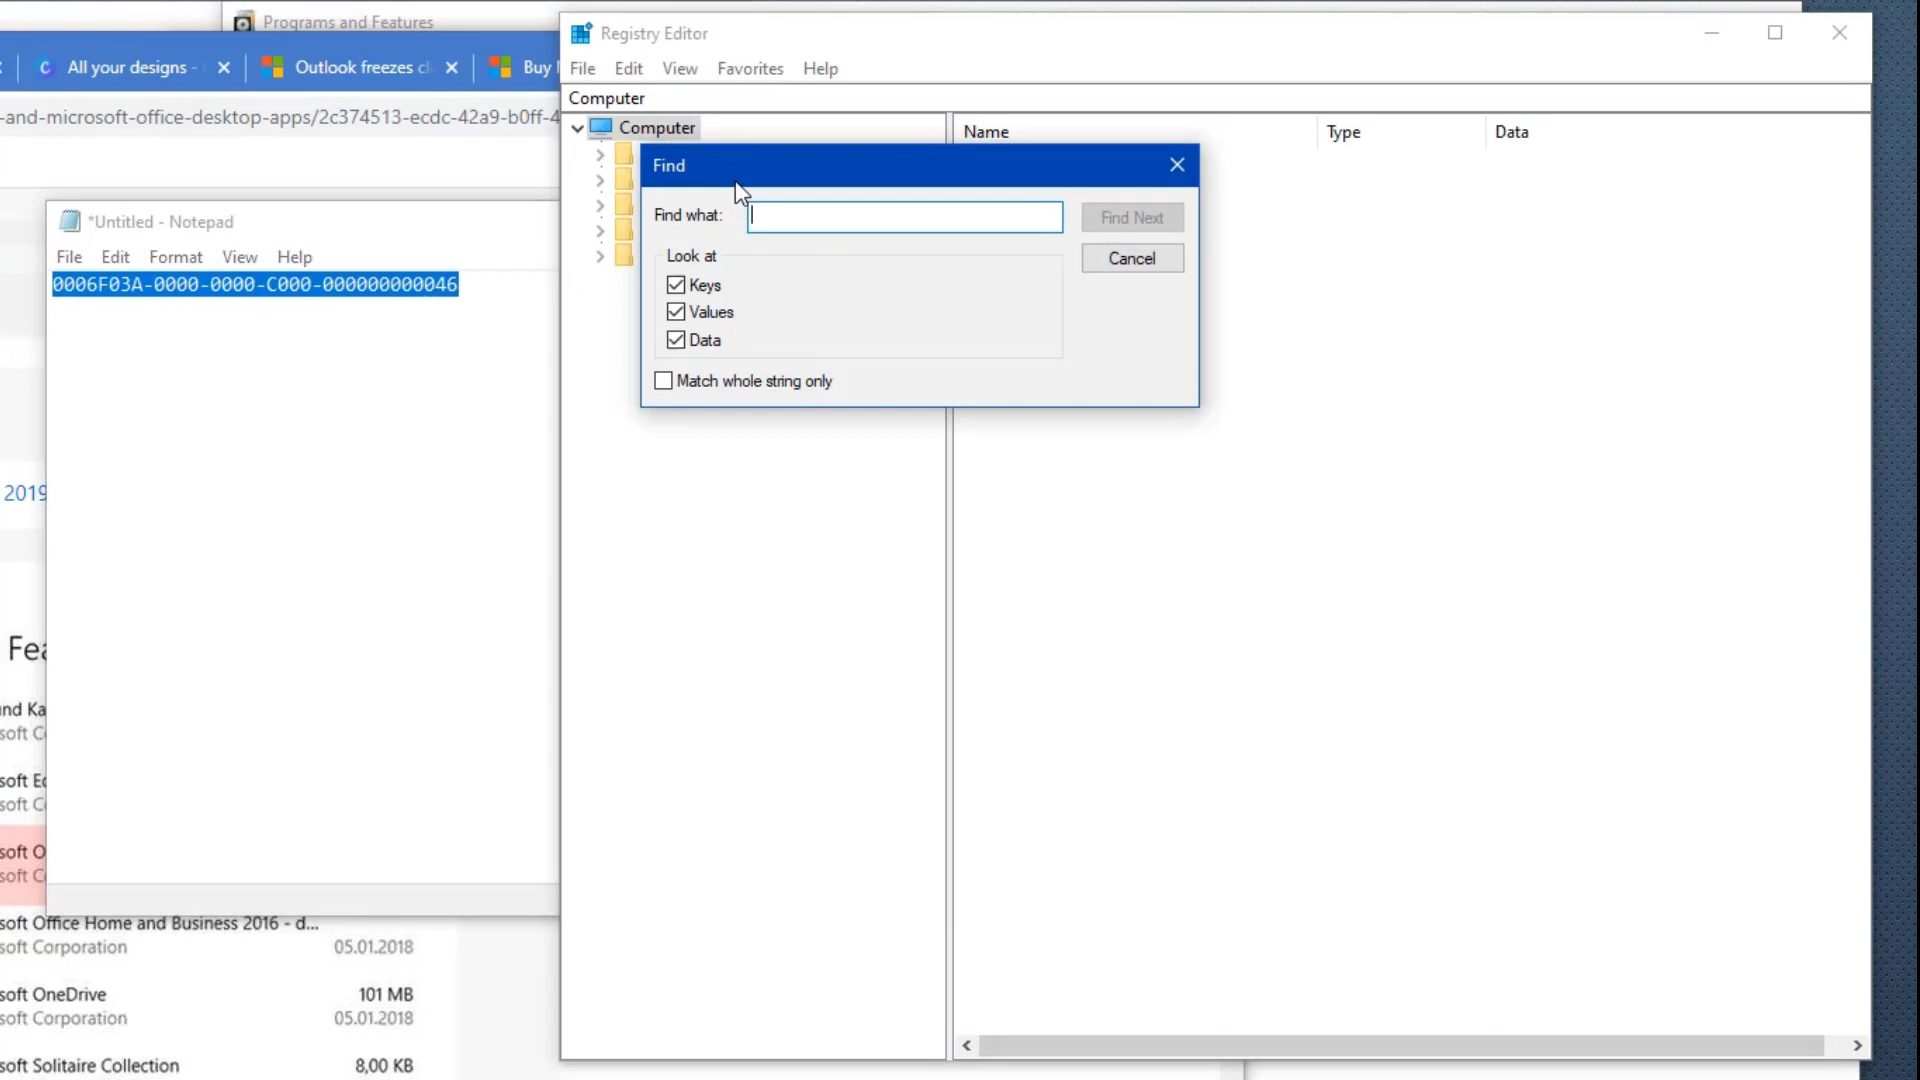 Programs and Features
All your designs -
Outlook freezes cl
Buy
-and-microsoft-office-desktop-apps/2c374513-ecdc-42a9-b0ff-4
*Untitled - Notepad
File Edit Format View Help
0006F03A-0000-0000-C000-000000000046
2019
Fea
und Ka
soft C
soft Ed
soft C
soft O
soft C
soft Office Home and Business 2016 - d...
soft Corporation 05.01.2018
soft OneDrive 101 MB
soft Corporation 05.01.2018
soft Solitaire Collection 8,00 KB
Registry Editor
File Edit View Favorites Help
Computer
Computer
Name Type Data
Find
Find what:
Find Next
Look at
Cancel
Keys
Values
Data
Match whole string only